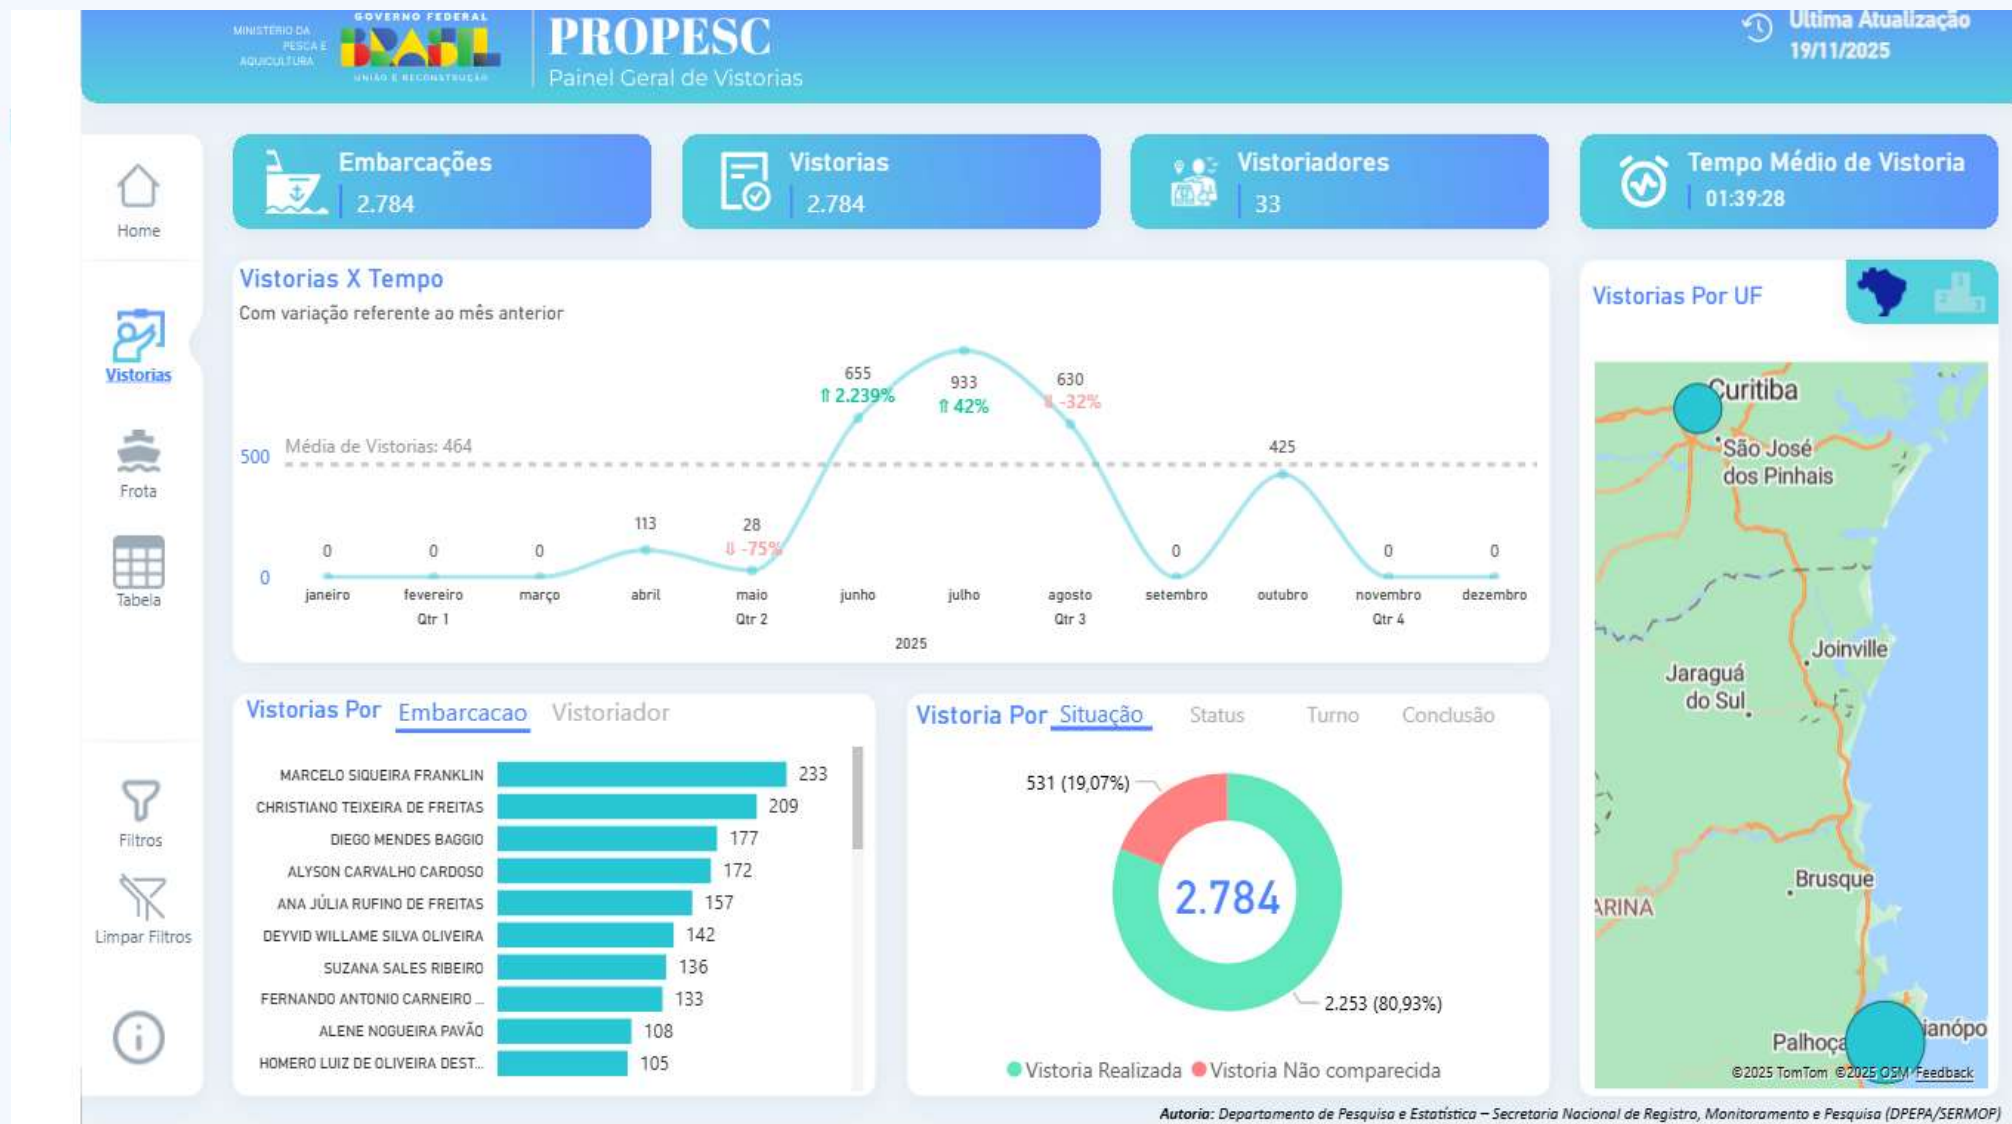 MINISTÉRIO DA
PESCA E
AQUICULTURA
GOVERNO FEDERAL
BRASIL
UNIÃO E RECONSTRUÇÃO
PROPESC
Painel Geral de Vistorias
Última Atualização
19/11/2025
Home
Vistorias
Frota
Tabela
Filtros
Limpar Filtros
Embarcações
2.784
Vistorias
2.784
Vistoriadores
33
Tempo Médio de Vistoria
01:39:28
Vistorias X Tempo
Com variação referente ao mês anterior
Média de Vistorias: 464
500
0
0
0
0
113
28
⇓ -75%
655
⇑ 2.239%
933
⇑ 42%
630
⇓ -32%
0
425
0
0
janeiro fevereiro março abril maio junho julho agosto setembro outubro novembro dezembro
Qtr 1 Qtr 2 Qtr 3 Qtr 4
2025
Vistorias Por Embarcacao Vistoriador
MARCELO SIQUEIRA FRANKLIN 233
CHRISTIANO TEIXEIRA DE FREITAS 209
DIEGO MENDES BAGGIO 177
ALYSON CARVALHO CARDOSO 172
ANA JÚLIA RUFINO DE FREITAS 157
DEYVID WILLAME SILVA OLIVEIRA 142
SUZANA SALES RIBEIRO 136
FERNANDO ANTONIO CARNEIRO ... 133
ALENE NOGUEIRA PAVÃO 108
HOMERO LUIZ DE OLIVEIRA DEST... 105
Vistoria Por Situação Status Turno Conclusão
531 (19,07%)
2.784
2.253 (80,93%)
Vistoria Realizada Vistoria Não comparecida
Vistorias Por UF
Curitiba
São José
dos Pinhais
Joinville
Jaraguá
do Sul
Brusque
ARINA
Palhoça
ianópo
©2025 TomTom ©2025 OSM Feedback
Autoria: Departamento de Pesquisa e Estatística – Secretaria Nacional de Registro, Monitoramento e Pesquisa (DPEPA/SERMOP)